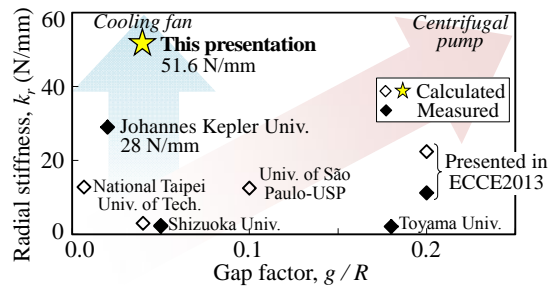 Cooling fan
Centrifugal
pump
This presentation
51.6 N/mm
◇☆ Calculated
◆ Measured
Johannes Kepler Univ.
28 N/mm
National Taipei
Univ. of Tech.
Univ. of São
Paulo-USP
Presented in
ECCE2013
Shizuoka Univ.
Toyama Univ.
Radial stiffness, kr (N/mm)
60
40
20
0
0.0
0.1
0.2
Gap factor, g / R